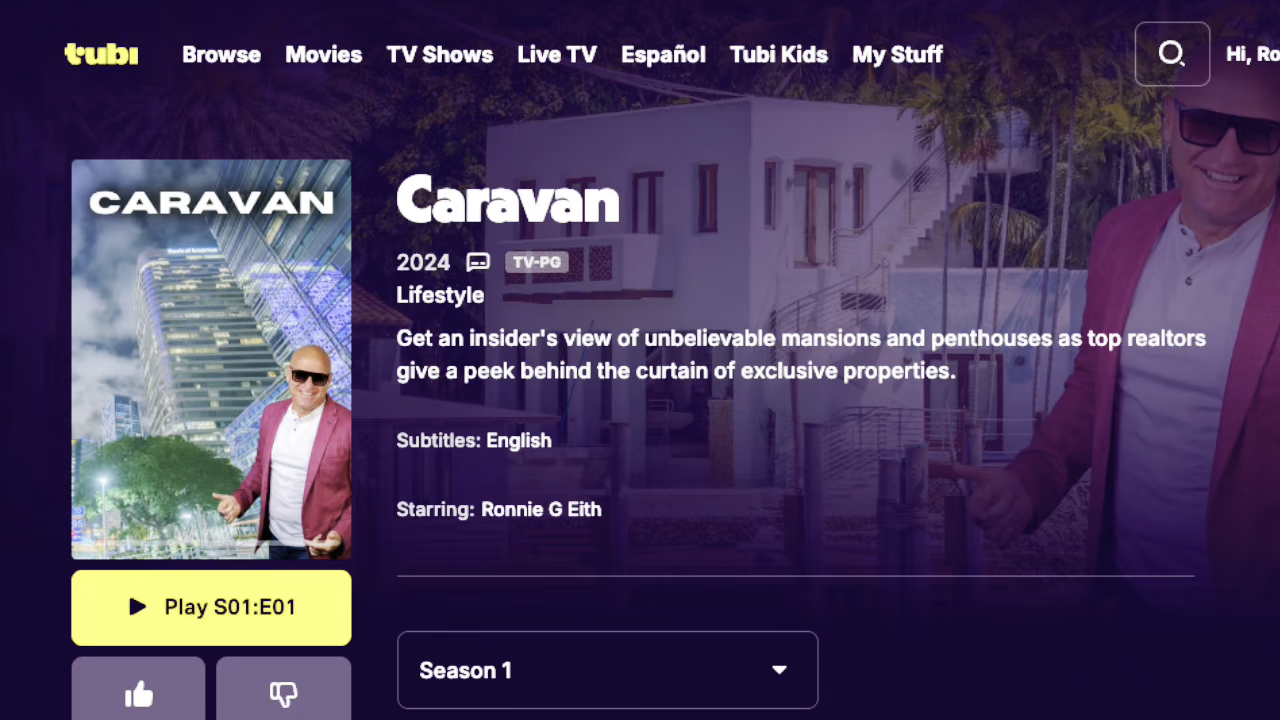 tubi Browse Movies TV Shows Live TV Español Tubi Kids My Stuff Hi, Ro
CARAVAN
Caravan
2024 TV-PG
Lifestyle
Get an insider's view of unbelievable mansions and penthouses as top realtors
give a peek behind the curtain of exclusive properties.
Subtitles: English
Starring: Ronnie G Eith
Play S01:E01
Season 1